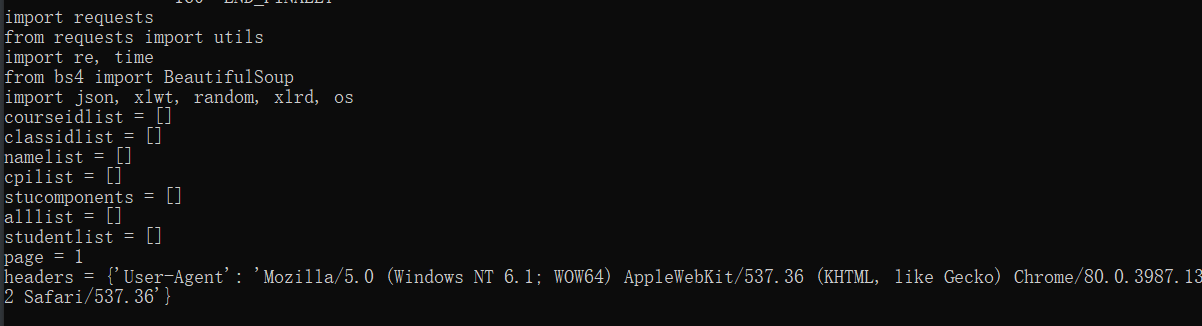 import requests
from requests import utils
import re, time
from bs4 import BeautifulSoup
import json, xlwt, random, xlrd, os
courseidlist = []
classidlist = []
namelist = []
cpilist = []
stucomponents = []
alllist = []
studentlist = []
page = 1
headers = {'User-Agent': 'Mozilla/5.0 (Windows NT 6.1; WOW64) AppleWebKit/537.36 (KHTML, like Gecko) Chrome/80.0.3987.13
2 Safari/537.36'}